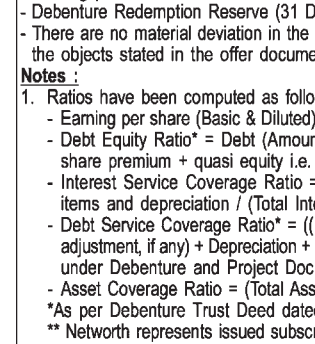 - Debenture Redemption Reserve (31 D
- There are no material deviation in the
the objects stated in the offer docume
Notes :
1. Ratios have been computed as follo
- Earning per share (Basic & Diluted)
- Debt Equity Ratio* = Debt (Amour
share premium + quasi equity i.e.
- Interest Service Coverage Ratio =
items and depreciation / (Total Inte
- Debt Service Coverage Ratio* = ((
adjustment, if any) + Depreciation +
under Debenture and Project Doc
- Asset Coverage Ratio = (Total Ass
*As per Debenture Trust Deed date
** Networth represents issued subscr